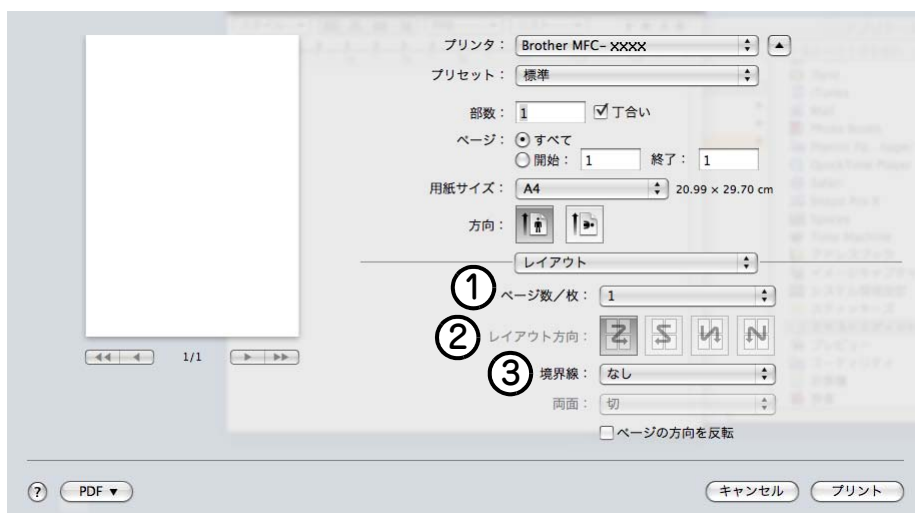 プリンタ： Brother MFC- XXXX
プリセット： 標準
部数： 1 丁合い
ページ： すべて
開始： 1 終了： 1
用紙サイズ： A4 20.99 × 29.70 cm
方向：
レイアウト
① ページ数／枚： 1
② レイアウト方向：
③ 境界線： なし
両面： 切
ページの方向を反転
1/1
? PDF ▼ キャンセル プリント